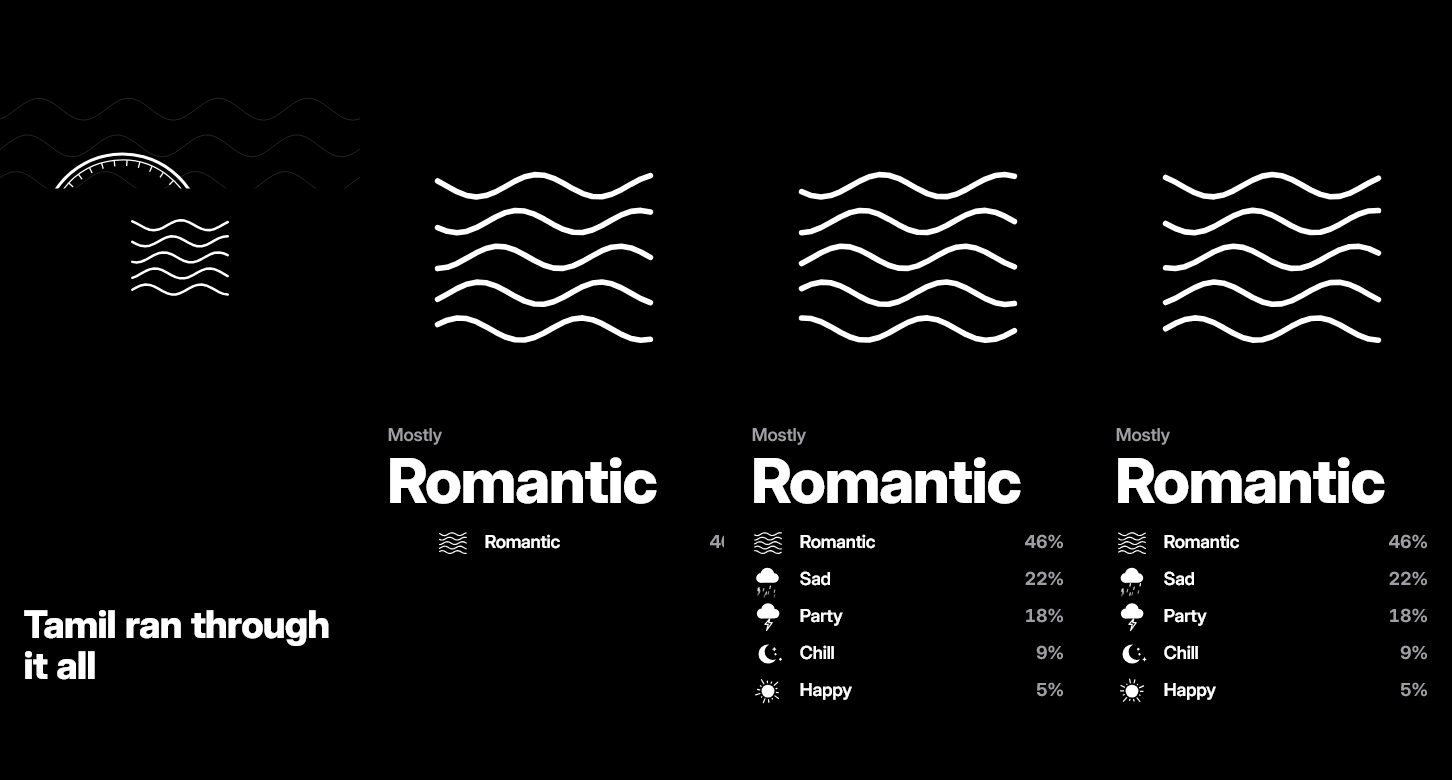 Tamil ran through
it all
Mostly
Romantic
Romantic
Mostly
Romantic
Romantic 46%
Sad 22%
Party 18%
Chill 9%
Happy 5%
Mostly
Romantic
Romantic 46%
Sad 22%
Party 18%
Chill 9%
Happy 5%